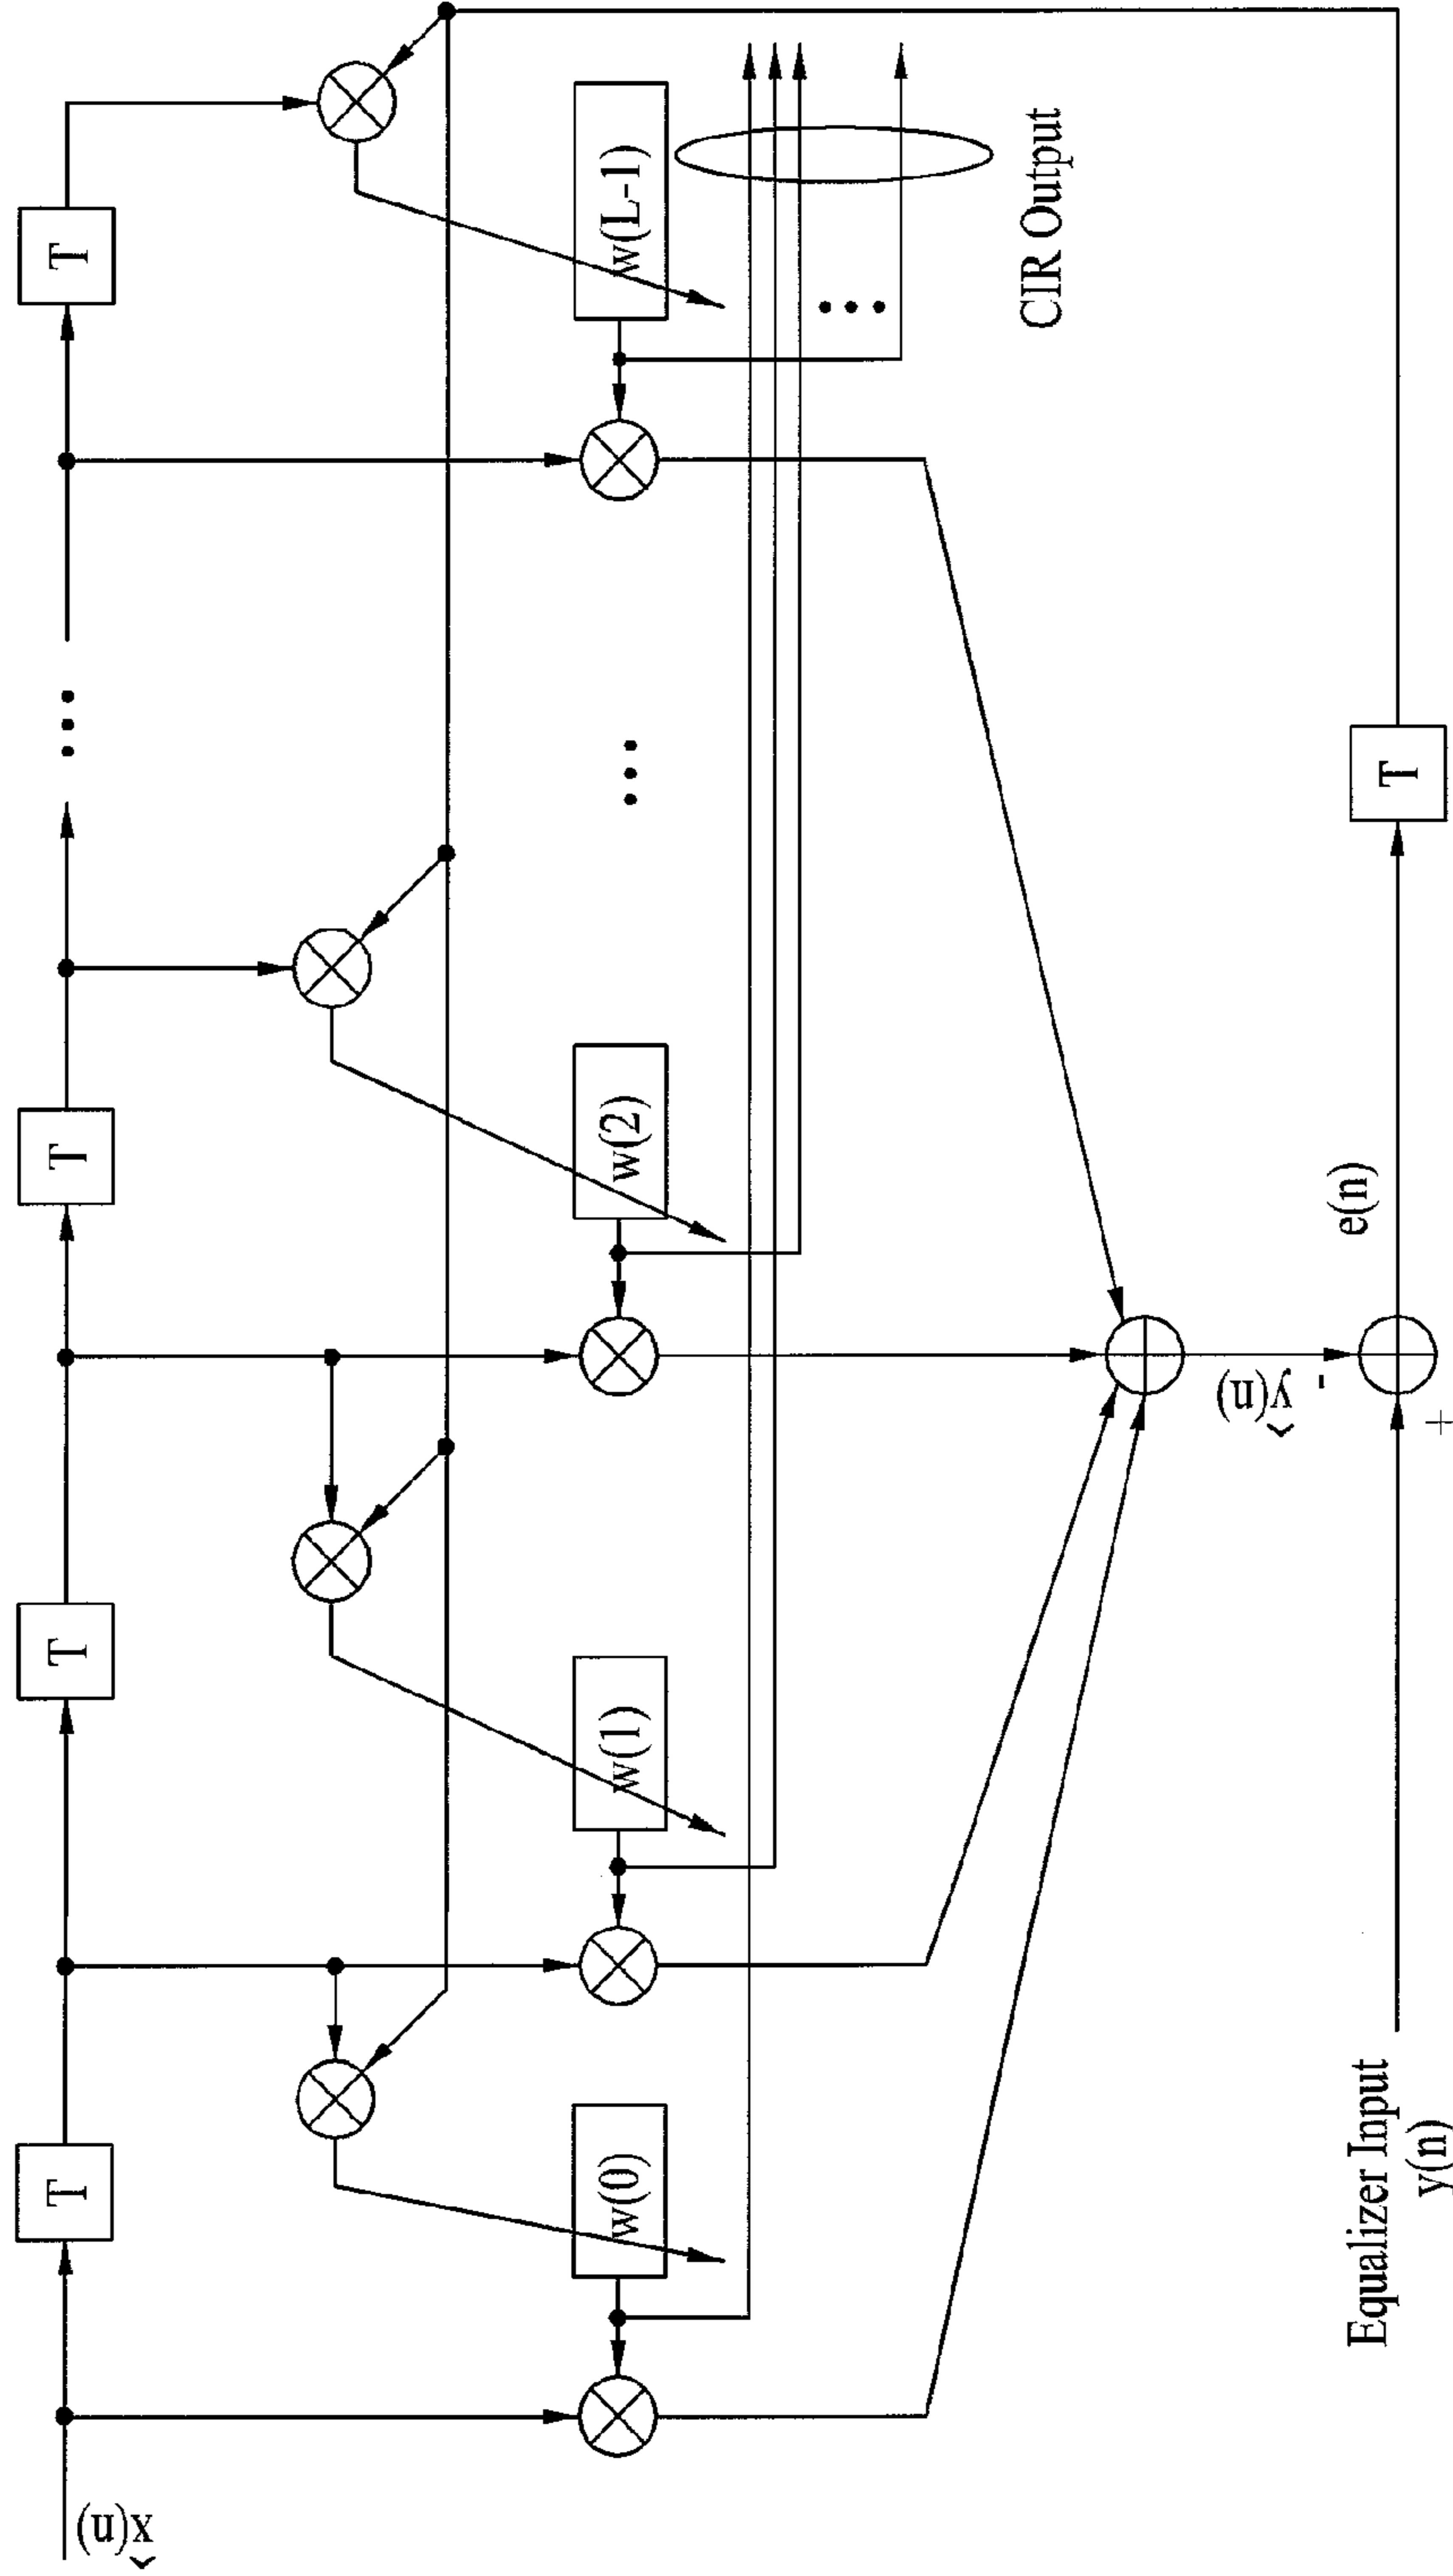 x̂(n)
T
T
T
T
w(0)
w(1)
w(2)
w(L-1)
...
...
...
CIR Output
ŷ(n)
-
+
e(n)
T
Equalizer Input
y(n)